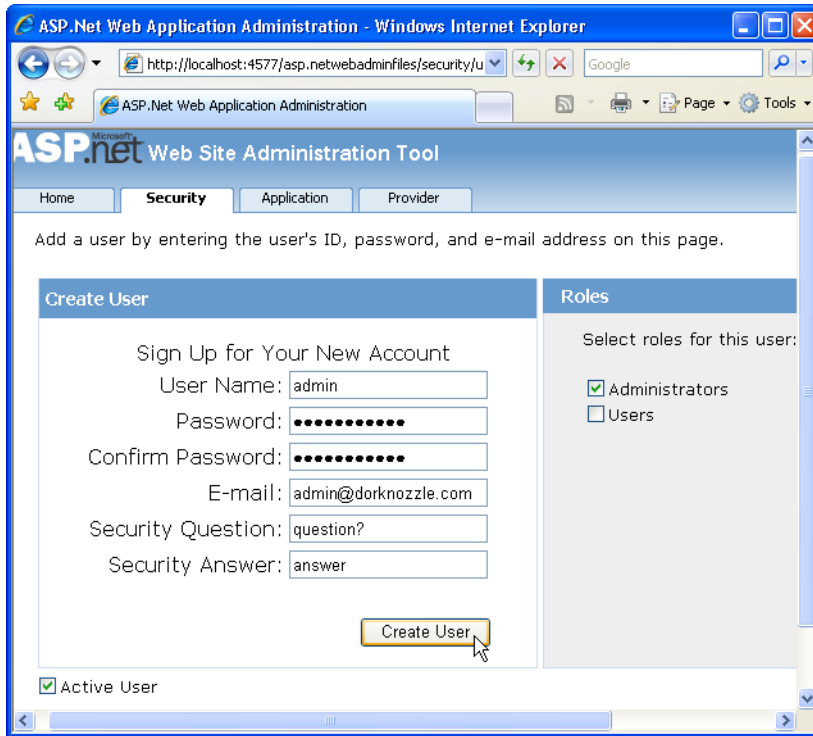 ASP.Net Web Application Administration - Windows Internet Explorer
http://localhost:4577/asp.netwebadminfiles/security/u
Google
ASP.Net Web Application Administration
Page
Tools
Microsoft
ASP.net Web Site Administration Tool
Home Security Application Provider
Add a user by entering the user's ID, password, and e-mail address on this page.
Create User
Sign Up for Your New Account
User Name: admin
Password: •••••••••••
Confirm Password: •••••••••••
E-mail: admin@dorknozzle.com
Security Question: question?
Security Answer: answer
Create User
Active User
Roles
Select roles for this user:
Administrators
Users